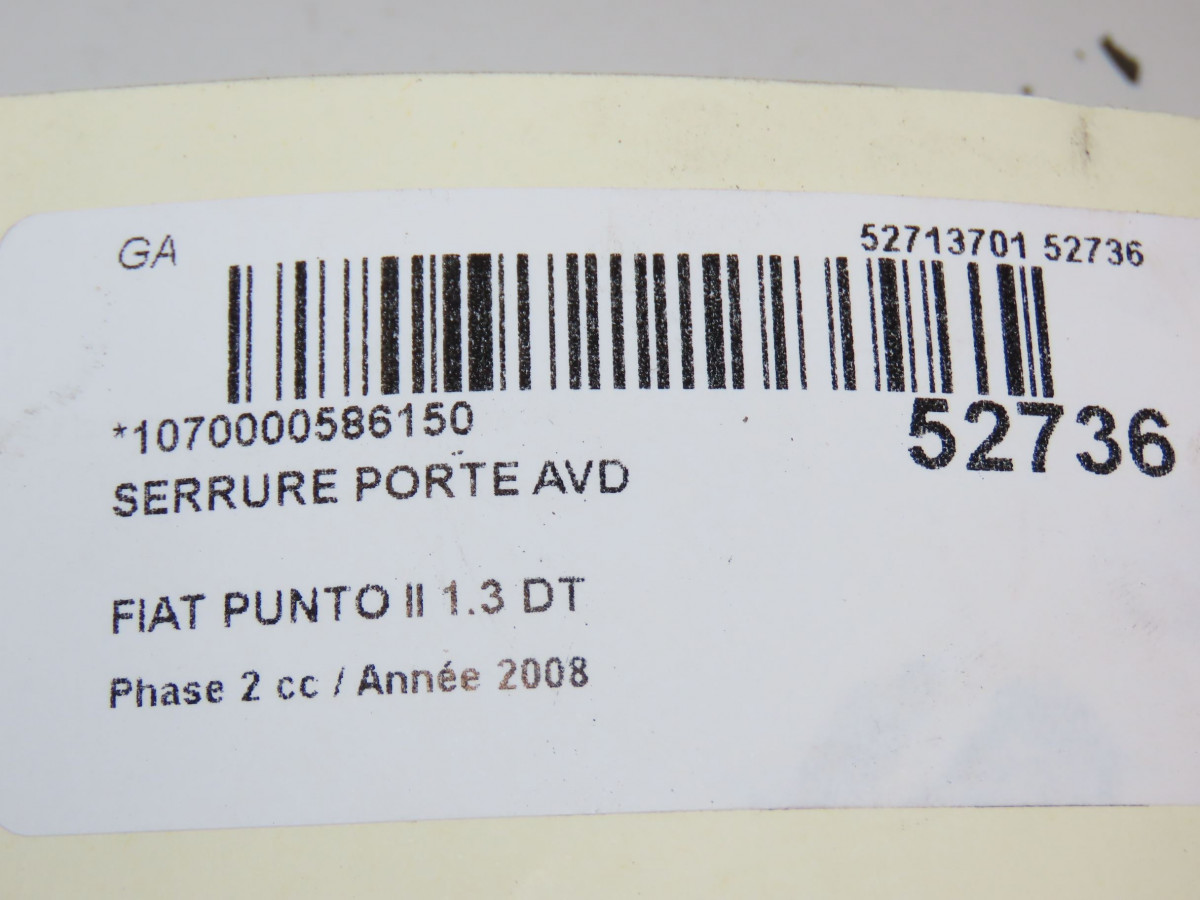 GA
52713701 52736
*1070000586150
52736
SERRURE PORTE AVD
FIAT PUNTO II 1.3 DT
Phase 2 cc / Année 2008